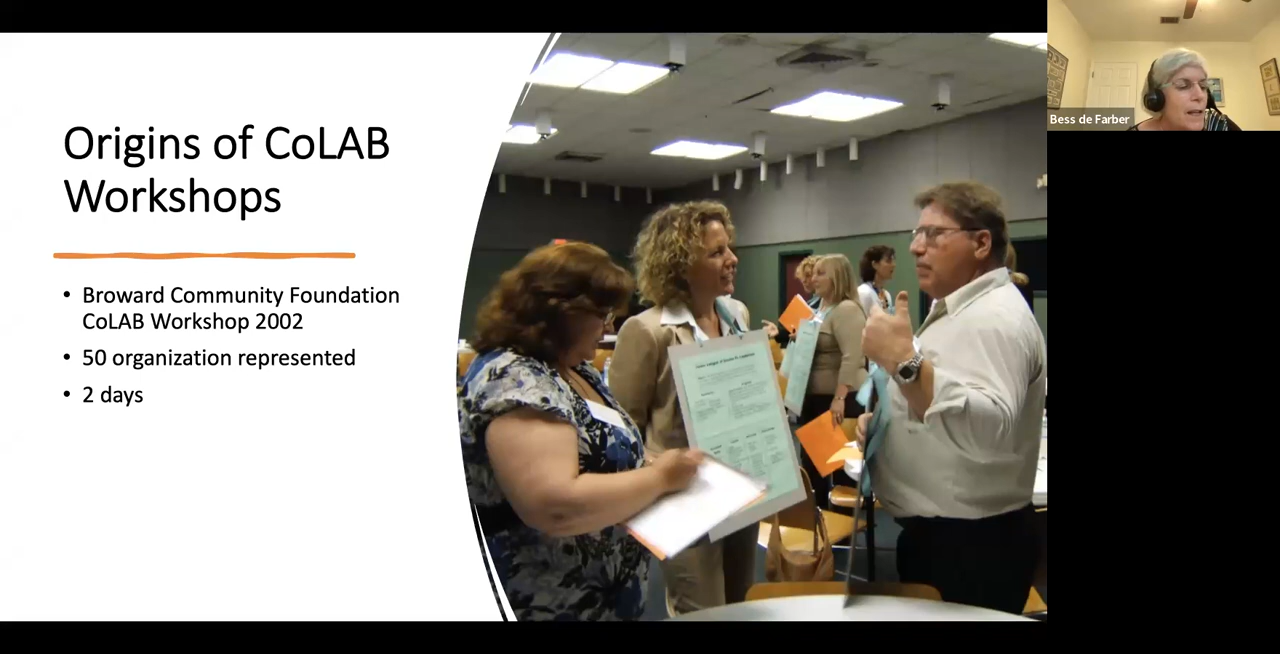 Origins of CoLAB
Workshops
• Broward Community Foundation
CoLAB Workshop 2002
• 50 organization represented
• 2 days
Bess de Farber